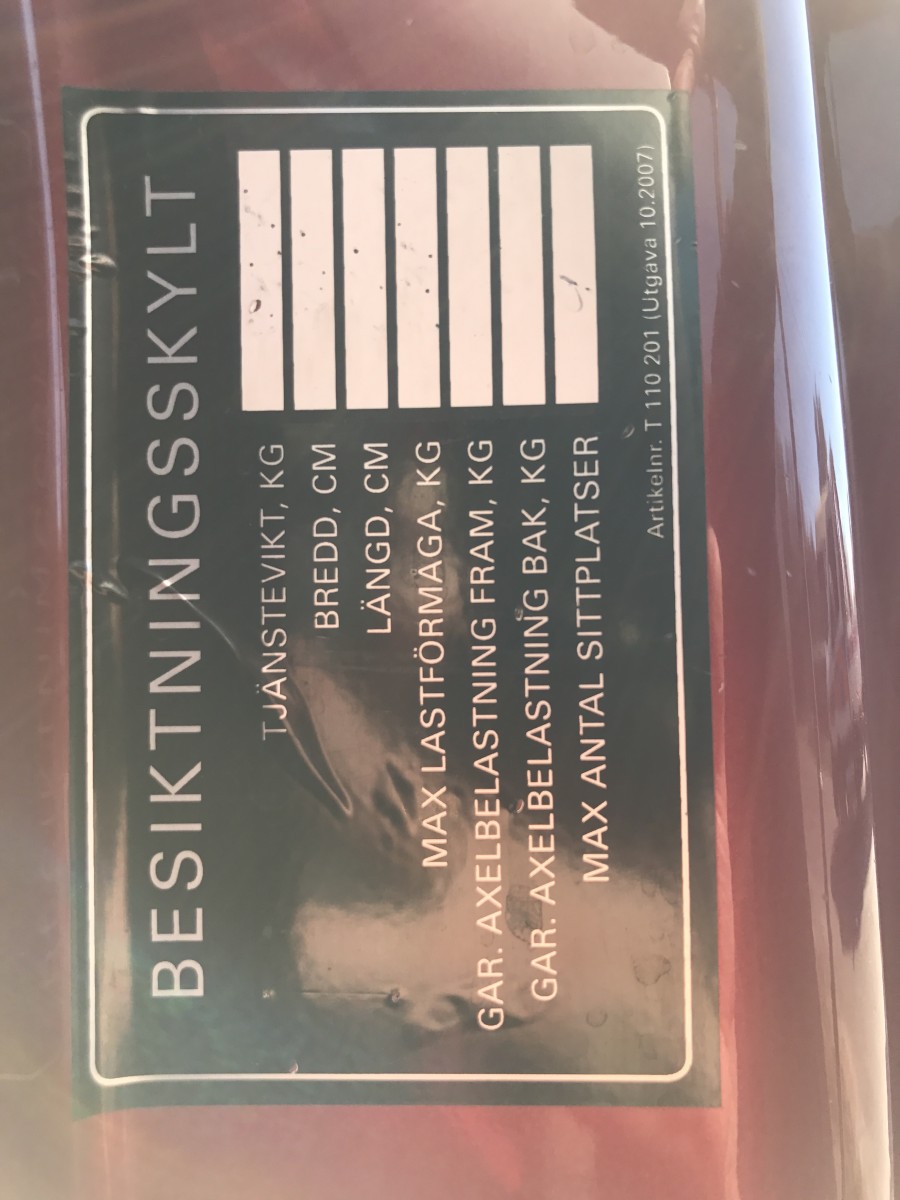 BESIKTNINGSSKYLT
TJÄNSTEVIKT, KG
BREDD, CM
LÄNGD, CM
MAX LASTFÖRMÅGA, KG
GAR. AXELBELASTNING FRAM, KG
GAR. AXELBELASTNING BAK, KG
MAX ANTAL SITTPLATSER
Artikelnr. T 110 201 (Utgåva 10.2007)